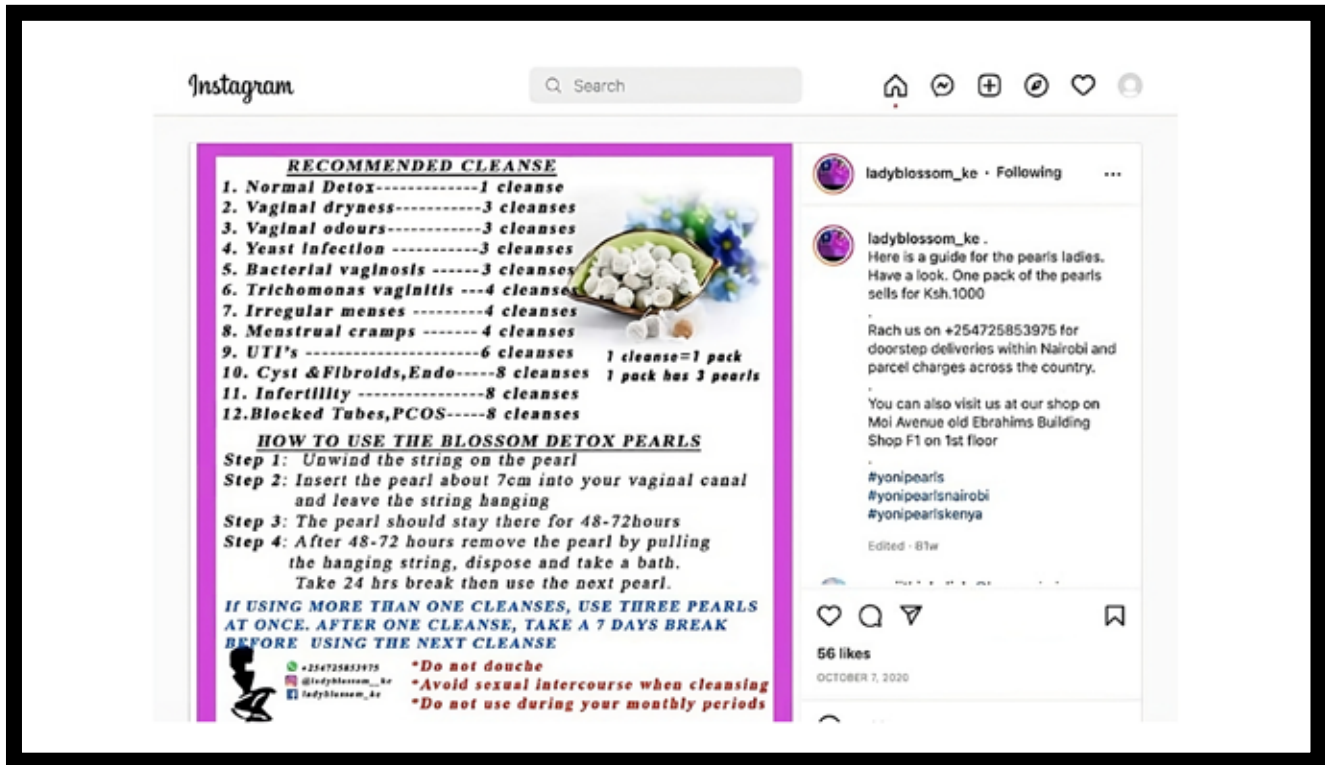 Instagram
Search
RECOMMENDED CLEANSE
1. Normal Detox-------------1 cleanse
2. Vaginal dryness-----------3 cleanses
3. Vaginal odours-----------3 cleanses
4. Yeast infection -----------3 cleanses
5. Bacterial vaginosis ------3 cleanses
6. Trichomonas vaginitis ---4 cleanses
7. Irregular menses ---------4 cleanses
8. Menstrual cramps ------- 4 cleanses
9. UTI's ----------------------6 cleanses
10. Cyst &Fibroids,Endo-----8 cleanses
11. Infertility ----------------8 cleanses
12.Blocked Tubes,PCOS-----8 cleanses
1 cleanse=1 pack
1 pack has 3 pearls
HOW TO USE THE BLOSSOM DETOX PEARLS
Step 1: Unwind the string on the pearl
Step 2: Insert the pearl about 7cm into your vaginal canal
and leave the string hanging
Step 3: The pearl should stay there for 48-72hours
Step 4: After 48-72 hours remove the pearl by pulling
the hanging string, dispose and take a bath.
Take 24 hrs break then use the next pearl.
If USING MORE THAN ONE CLEANSES, USE THREE PEARLS
AT ONCE. AFTER ONE CLEANSE, TAKE A 7 DAYS BREAK
BEFORE USING THE NEXT CLEANSE
+254725853975
@ladyblossom_ke
ladyblossom_ke
*Do not douche
*Avoid sexual intercourse when cleansing
*Do not use during your monthly periods
ladyblossom_ke · Following
ladyblossom_ke .
Here is a guide for the pearls ladies.
Have a look. One pack of the pearls
sells for Ksh.1000
.
Rach us on +254725853975 for
doorstep deliveries within Nairobi and
parcel charges across the country.
.
You can also visit us at our shop on
Moi Avenue old Ebrahims Building
Shop F1 on 1st floor
.
#yonipearls
#yonipearlsnairobi
#yonipearlskenya
Edited · 81w
56 likes
OCTOBER 7, 2020